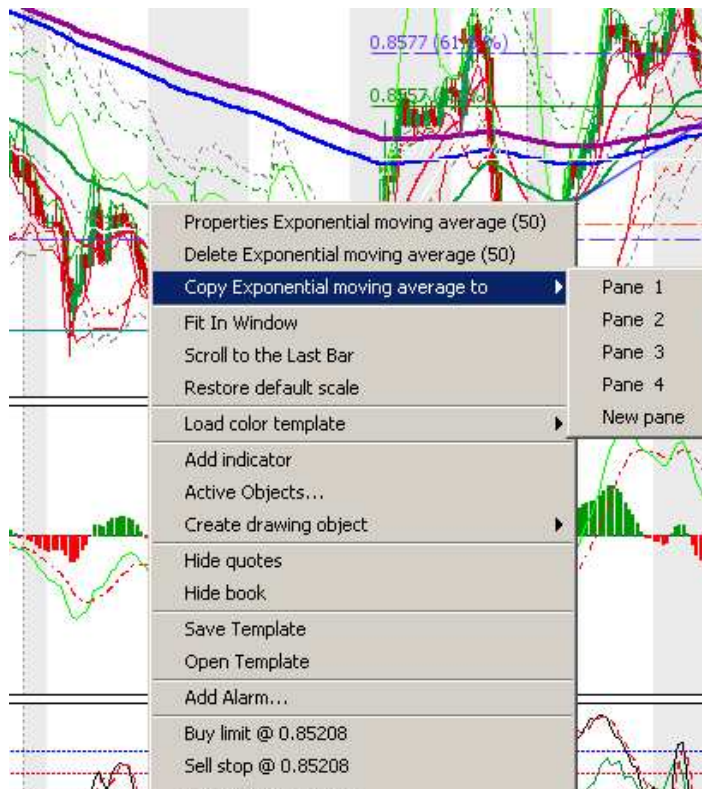 0.8577 (61.8%)
0.8557
Properties Exponential moving average (50)
Delete Exponential moving average (50)
Copy Exponential moving average to
Pane 1
Fit In Window
Pane 2
Scroll to the Last Bar
Pane 3
Restore default scale
Pane 4
Load color template
New pane
Add indicator
Active Objects...
Create drawing object
Hide quotes
Hide book
Save Template
Open Template
Add Alarm...
Buy limit @ 0.85208
Sell stop @ 0.85208